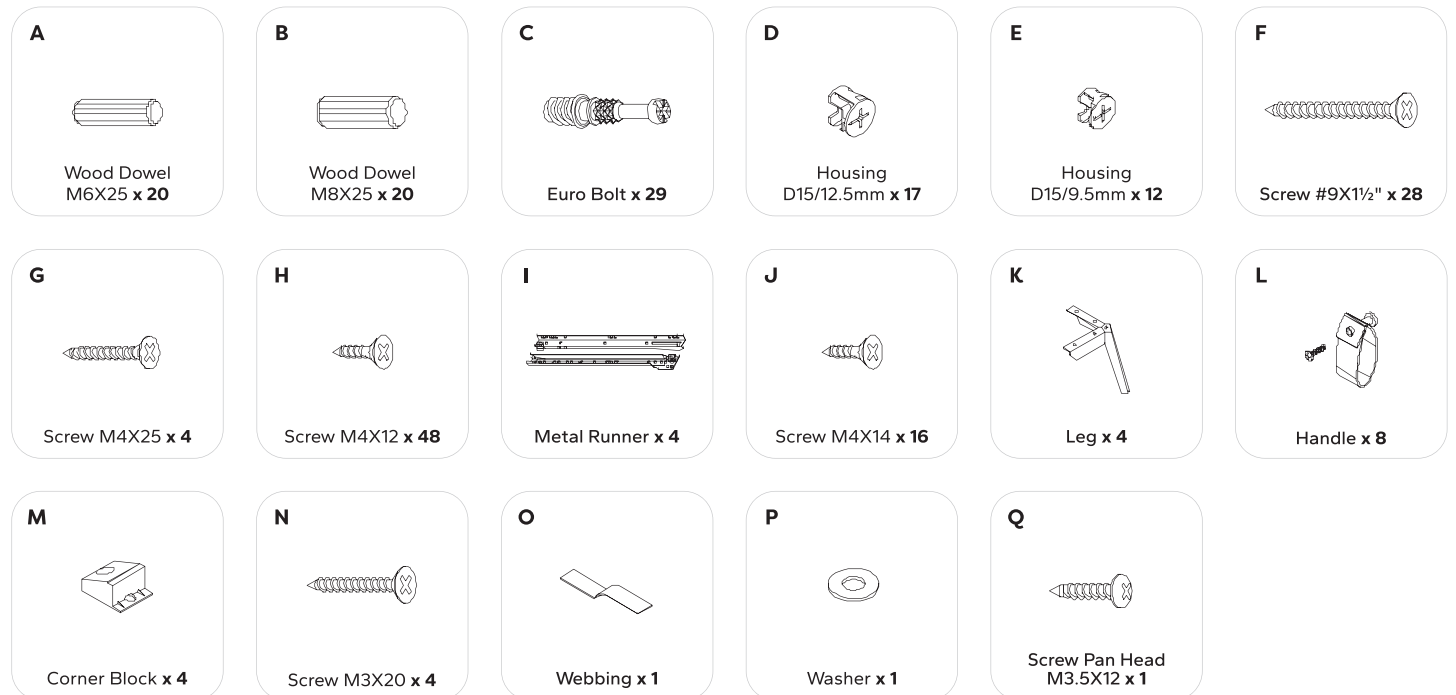 A
Wood Dowel
M6X25 x 20
B
Wood Dowel
M8X25 x 20
C
Euro Bolt x 29
D
Housing
D15/12.5mm x 17
E
Housing
D15/9.5mm x 12
F
Screw #9X1½" x 28
G
Screw M4X25 x 4
H
Screw M4X12 x 48
I
Metal Runner x 4
J
Screw M4X14 x 16
K
Leg x 4
L
Handle x 8
M
Corner Block x 4
N
Screw M3X20 x 4
O
Webbing x 1
P
Washer x 1
Q
Screw Pan Head
M3.5X12 x 1